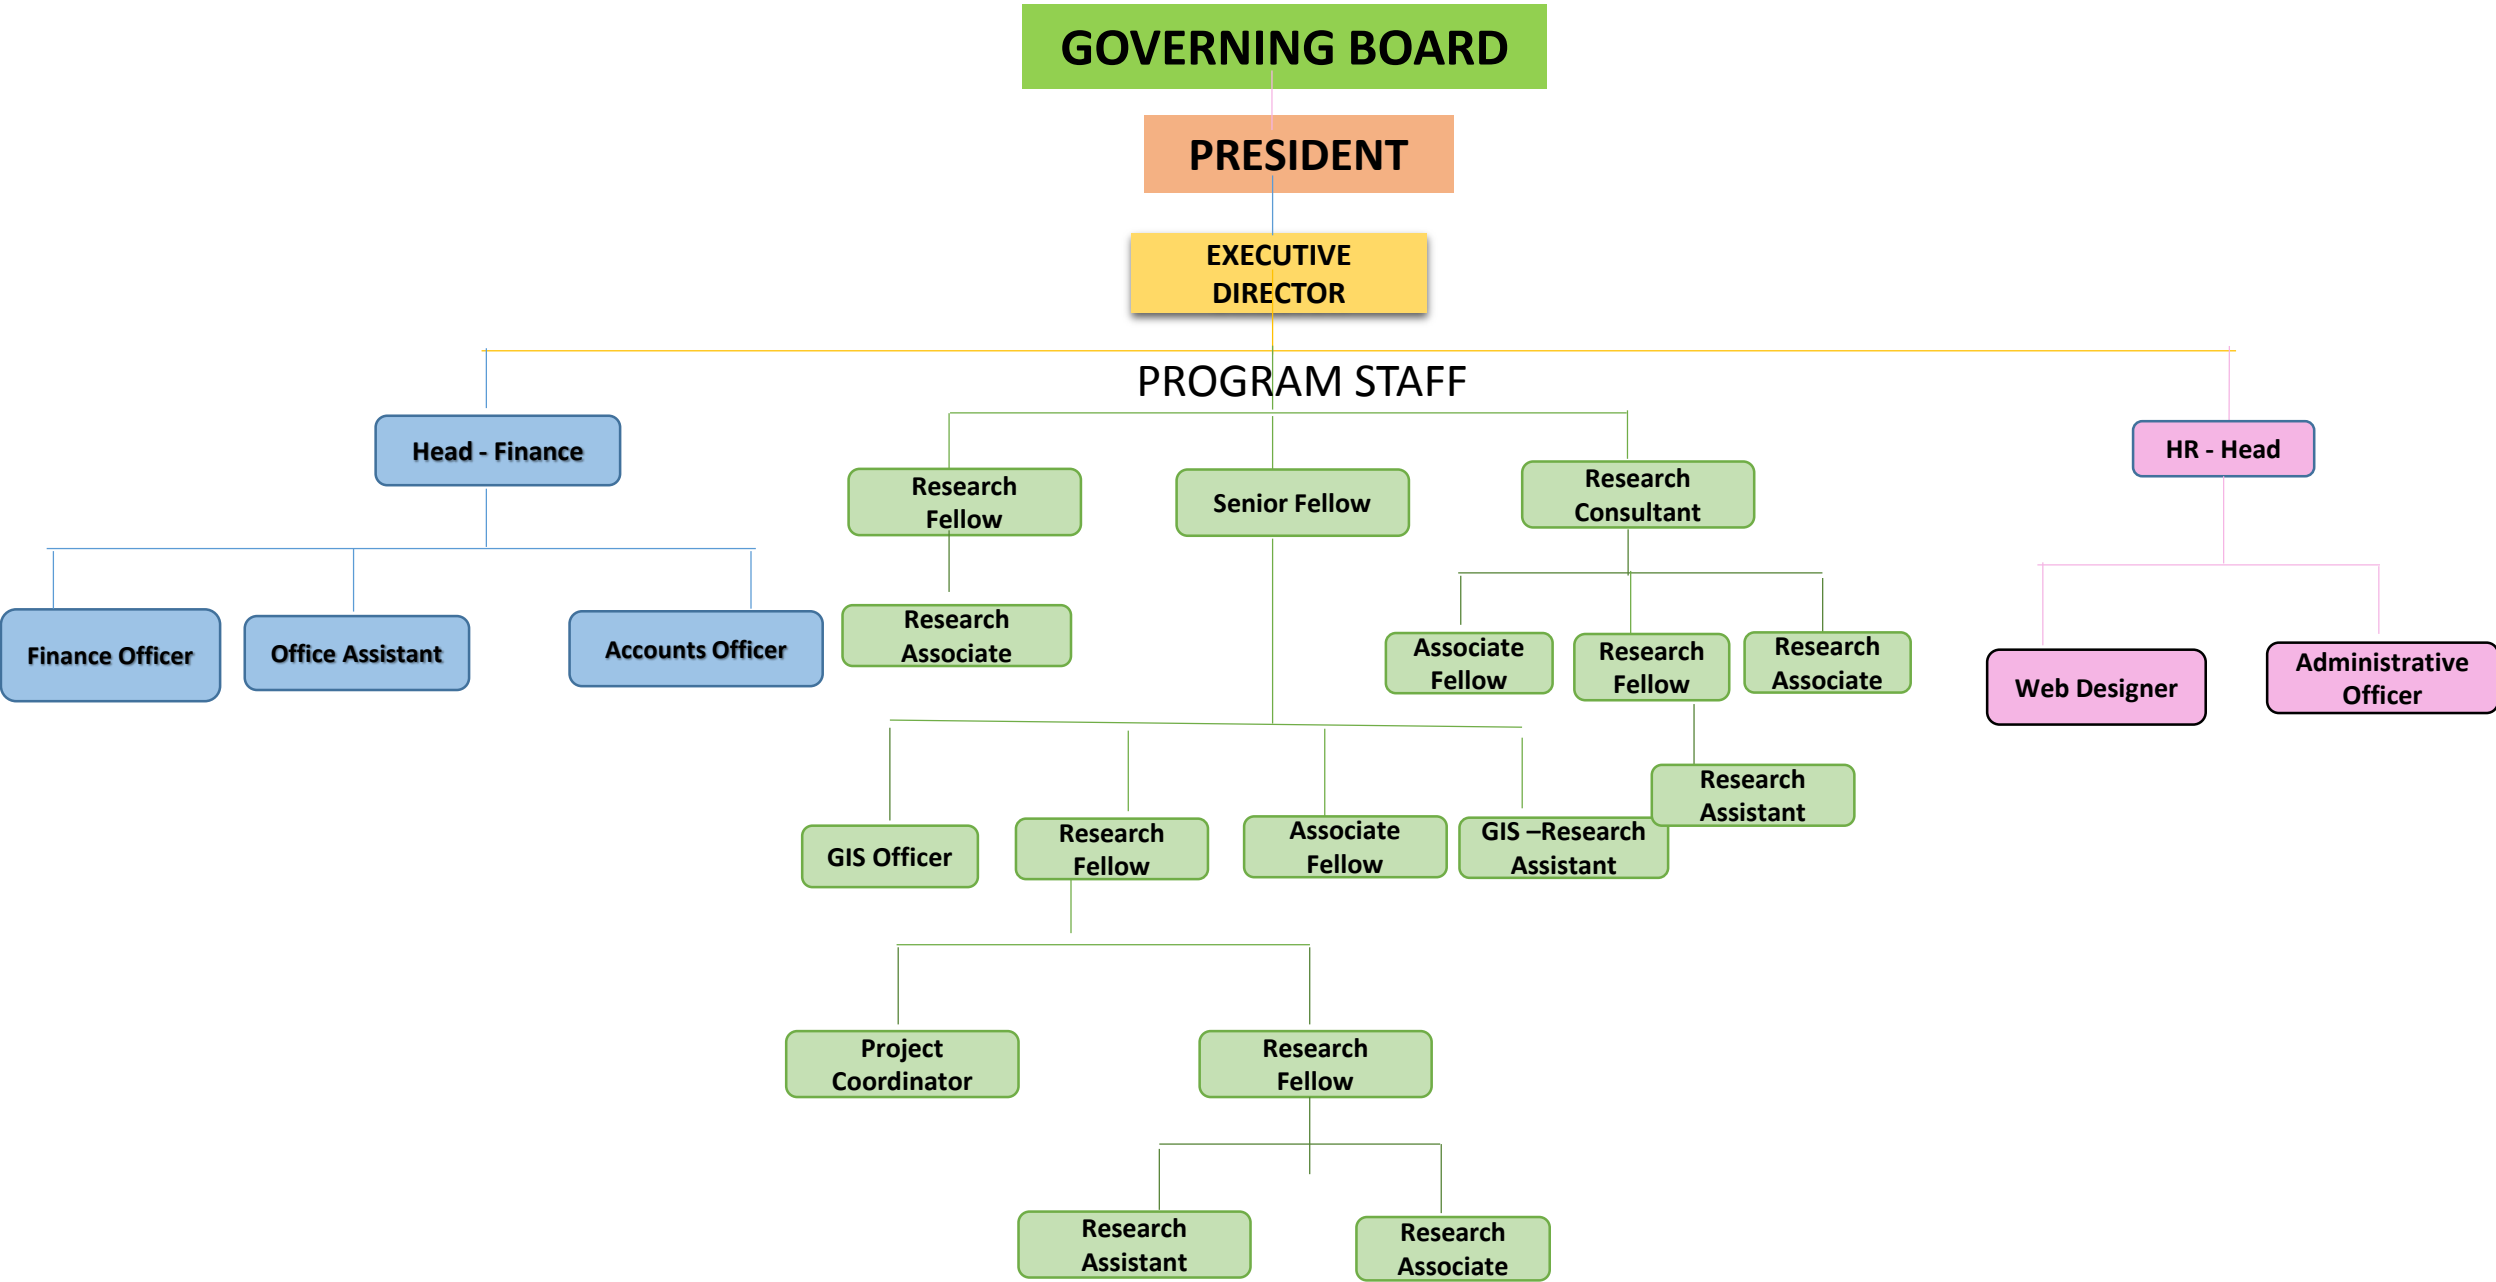 GOVERNING BOARD
PRESIDENT
EXECUTIVE
DIRECTOR
PROGRAM STAFF
Head - Finance
Research
Fellow
Senior Fellow
Research
Consultant
HR - Head
Finance Officer
Office Assistant
Accounts Officer
Research
Associate
Associate
Fellow
Research
Fellow
Research
Associate
Web Designer
Administrative
Officer
Research
Assistant
GIS Officer
Research
Fellow
Associate
Fellow
GIS –Research
Assistant
Project
Coordinator
Research
Fellow
Research
Assistant
Research
Associate